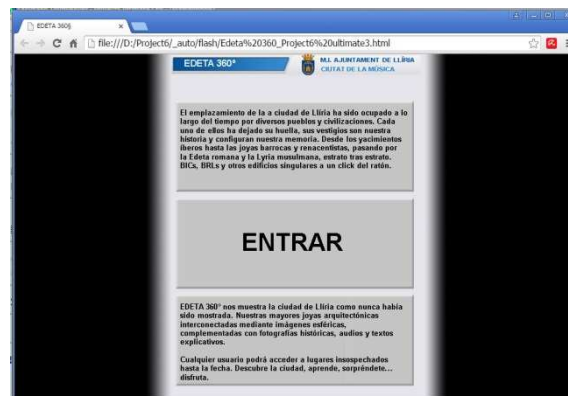 EDETA 360§
file:///D:/Project6/_auto/flash/Edeta%20360_Project6%20ultimate3.html
EDETA 360°
M.I. AJUNTAMENT DE LLÍRIA
CIUTAT DE LA MÚSICA
El emplazamiento de la a ciudad de Llíria ha sido ocupado a lo
largo del tiempo por diversos pueblos y civilizaciones. Cada
uno de ellos ha dejado su huella, sus vestigios son nuestra
historia y configuran nuestra memoria. Desde los yacimientos
iberos hasta las joyas barrocas y renacentistas, pasando por
la Edeta romana y la Lyria musulmana, estrato tras estrato.
BICs, BRLs y otros edificios singulares a un click del ratón.
ENTRAR
EDETA 360° nos muestra la ciudad de Llíria como nunca había
sido mostrada. Nuestras mayores joyas arquitectónicas
interconectadas mediante imágenes esféricas,
complementadas con fotografías históricas, audios y textos
explicativos.
Cualquier usuario podrá acceder a lugares insospechados
hasta la fecha. Descubre la ciudad, aprende, sorpréndete...
disfruta.